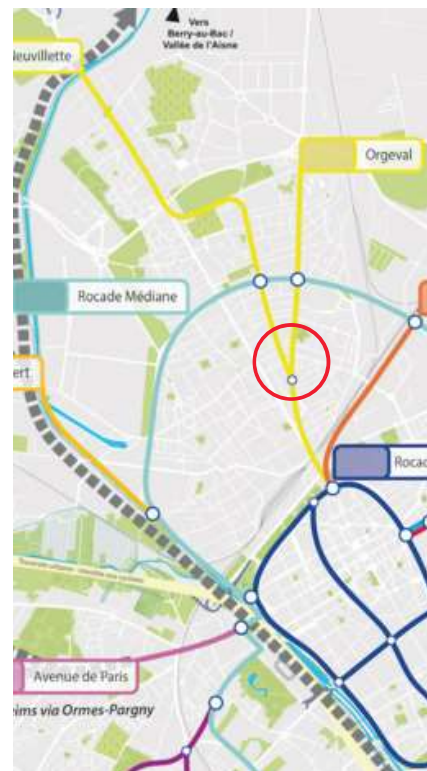 Vers
Berry-au-Bac /
Vallée de l'Aisne
Neuvillette
Orgeval
Rocade Médiane
ert
Rocad
Avenue de Paris
ims via Ormes-Pargny